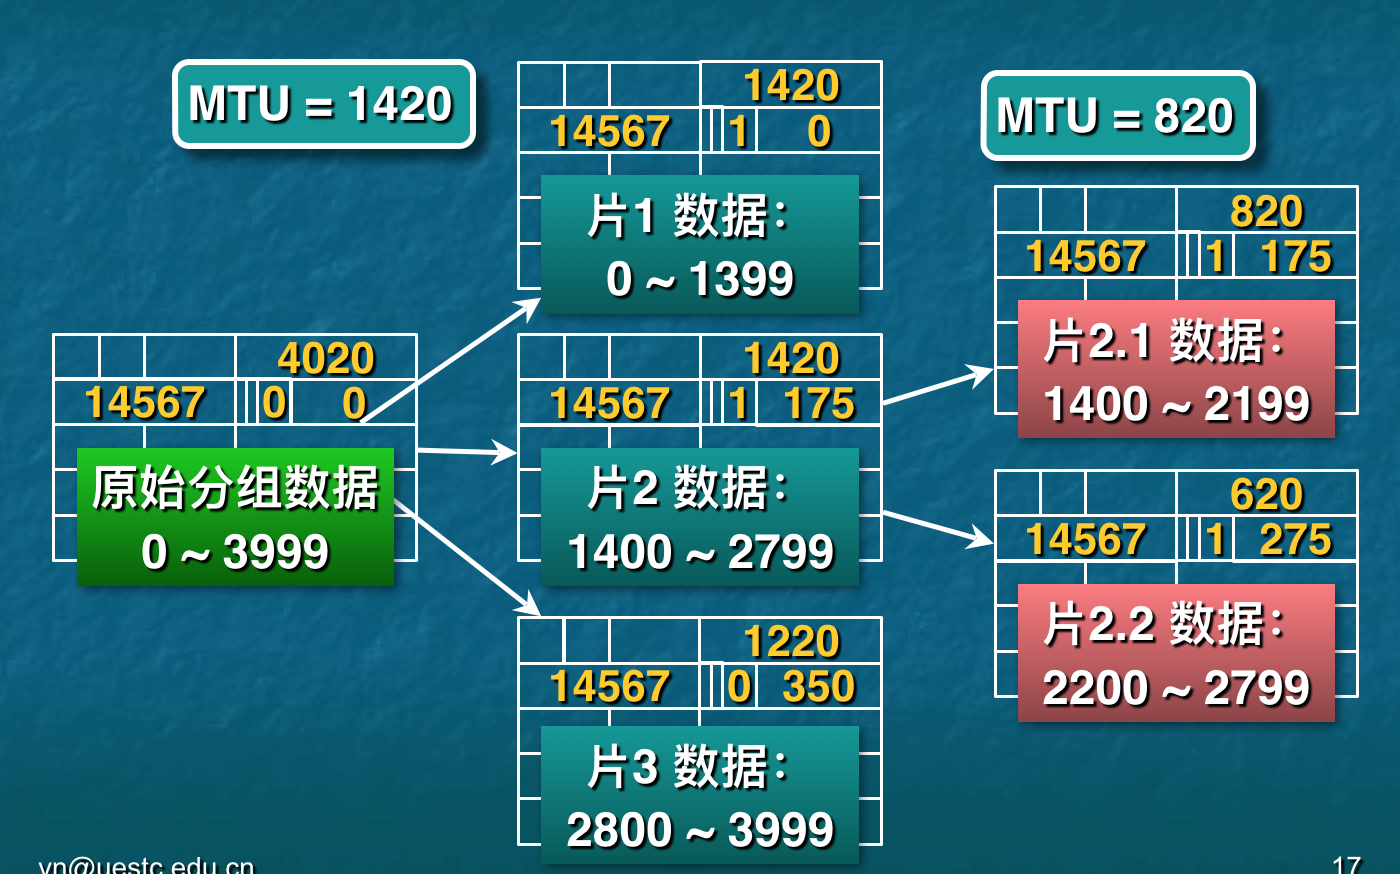 MTU = 1420
4020
14567 0 0
原始分组数据
0 ~ 3999
1420
14567 1 0
片1 数据：
0 ~ 1399
1420
14567 1 175
片2 数据：
1400 ~ 2799
1220
14567 0 350
片3 数据：
2800 ~ 3999
MTU = 820
820
14567 1 175
片2.1 数据：
1400 ~ 2199
620
14567 1 275
片2.2 数据：
2200 ~ 2799
yn@uestc.edu.cn
17